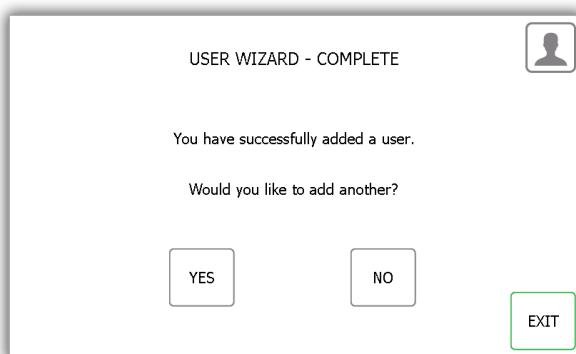 USER WIZARD - COMPLETE
You have successfully added a user.
Would you like to add another?
YES
NO
EXIT